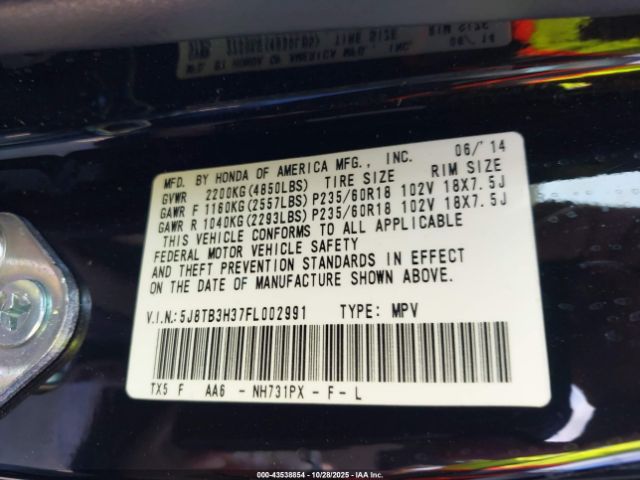 MFD. BY HONDA OF AMERICA MFG., INC. 06/14
GVWR 2200KG(4850LBS) TIRE SIZE RIM SIZE
GAWR F 1160KG(2557LBS) P235/60R18 102V 18X7.5J
GAWR R 1040KG(2293LBS) P235/60R18 102V 18X7.5J
THIS VEHICLE CONFORMS TO ALL APPLICABLE
FEDERAL MOTOR VEHICLE SAFETY
AND THEFT PREVENTION STANDARDS IN EFFECT
ON THE DATE OF MANUFACTURE SHOWN ABOVE.
V.I.N:5J8TB3H37FL002991 TYPE: MPV
TX5 F AA6 - NH731PX - F - L
000-43538854 | 10/28/2025 | IAA Inc.